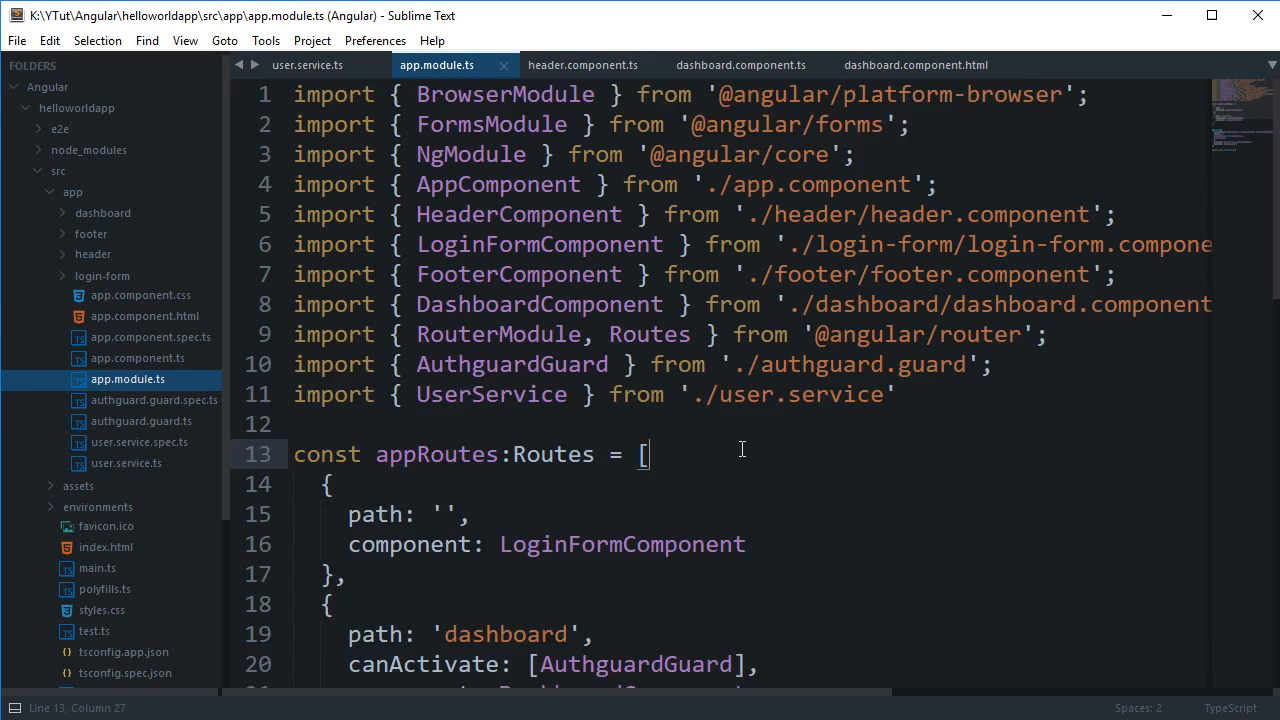 K:\YTut\Angular\helloworldapp\src\app\app.module.ts (Angular) - Sublime Text
File Edit Selection Find View Goto Tools Project Preferences Help
FOLDERS
Angular
helloworldapp
e2e
node_modules
src
app
dashboard
footer
header
login-form
app.component.css
app.component.html
app.component.spec.ts
app.component.ts
app.module.ts
authguard.guard.spec.ts
authguard.guard.ts
user.service.spec.ts
user.service.ts
assets
environments
favicon.ico
index.html
main.ts
polyfills.ts
styles.css
test.ts
tsconfig.app.json
tsconfig.spec.json
user.service.ts app.module.ts header.component.ts dashboard.component.ts dashboard.component.html
1 import { BrowserModule } from '@angular/platform-browser';
2 import { FormsModule } from '@angular/forms';
3 import { NgModule } from '@angular/core';
4 import { AppComponent } from './app.component';
5 import { HeaderComponent } from './header/header.component';
6 import { LoginFormComponent } from './login-form/login-form.compone
7 import { FooterComponent } from './footer/footer.component';
8 import { DashboardComponent } from './dashboard/dashboard.component
9 import { RouterModule, Routes } from '@angular/router';
10 import { AuthguardGuard } from './authguard.guard';
11 import { UserService } from './user.service'
12
13 const appRoutes:Routes = [
14 {
15 path: '',
16 component: LoginFormComponent
17 },
18 {
19 path: 'dashboard',
20 canActivate: [AuthguardGuard],
Line 13, Column 27
Spaces: 2 TypeScript